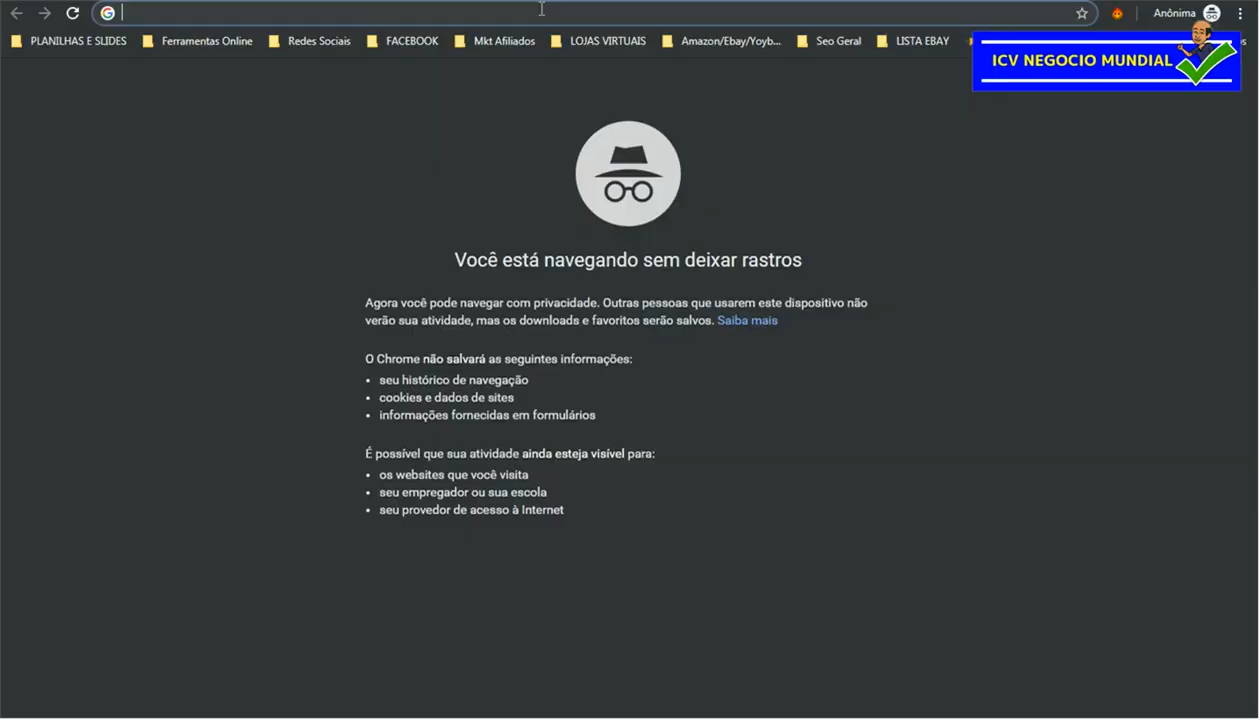 Anônima
PLANILHAS E SLIDES Ferramentas Online Redes Sociais FACEBOOK Mkt Afiliados LOJAS VIRTUAIS Amazon/Ebay/Yoyb... Seo Geral LISTA EBAY
ICV NEGOCIO MUNDIAL
Você está navegando sem deixar rastros
Agora você pode navegar com privacidade. Outras pessoas que usarem este dispositivo não
verão sua atividade, mas os downloads e favoritos serão salvos. Saiba mais
O Chrome não salvará as seguintes informações:
• seu histórico de navegação
• cookies e dados de sites
• informações fornecidas em formulários
É possível que sua atividade ainda esteja visível para:
• os websites que você visita
• seu empregador ou sua escola
• seu provedor de acesso à Internet